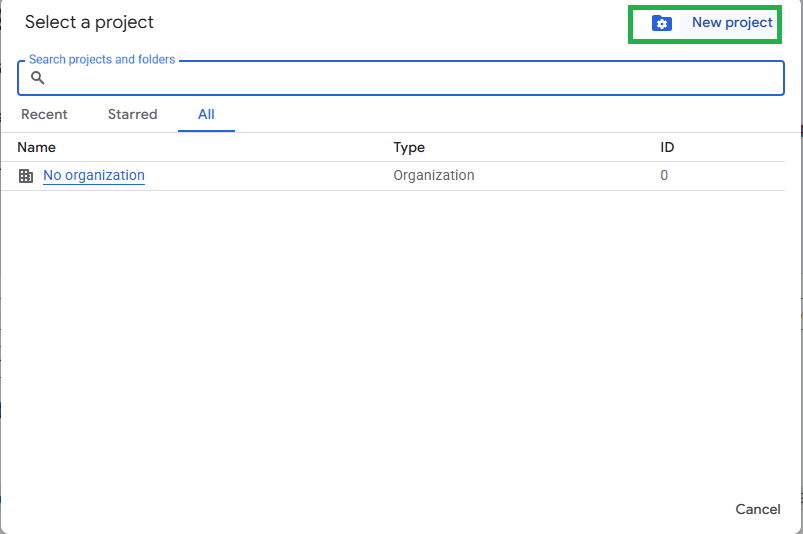 Select a project
New project
Search projects and folders
Recent Starred All
Name Type ID
No organization Organization 0
Cancel